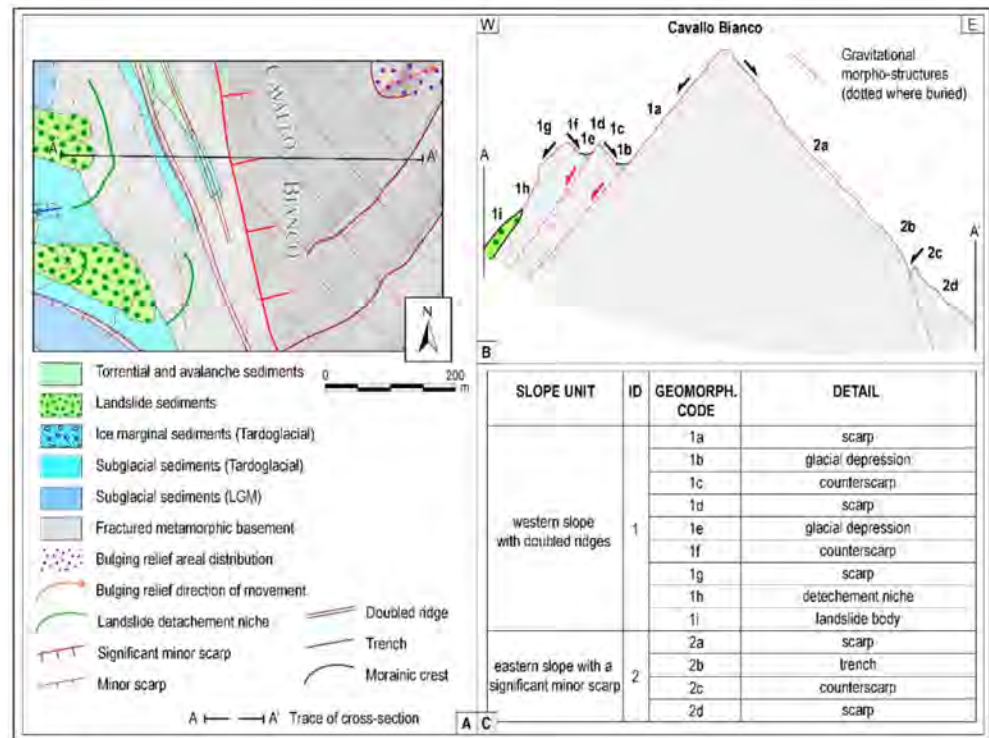 CAVALLO BIANCO
A
A'
N
0
200
m
Torrential and avalanche sediments
Landslide sediments
Ice marginal sediments (Tardoglacial)
Subglacial sediments (Tardoglacial)
Subglacial sediments (LGM)
Fractured metamorphic basement
Bulging relief areal distribution
Bulging relief direction of movement
Landslide detachement niche
Significant minor scarp
Minor scarp
Doubled ridge
Trench
Morainic crest
A A' Trace of cross-section
A
W
Cavallo Bianco
E
Gravitational
morpho-structures
(dotted where buried)
1a
1f 1d
1g 1e 1c
1b
2a
A
1h
1i
2b
A'
2c
2d
B
SLOPE UNIT ID GEOMORPH. CODE DETAIL
western slope
with doubled ridges
1
1a scarp
1b glacial depression
1c counterscarp
1d scarp
1e glacial depression
1f counterscarp
1g scarp
1h detechement niche
1i landslide body
eastern slope with a
significant minor scarp
2
2a scarp
2b trench
2c counterscarp
2d scarp
C